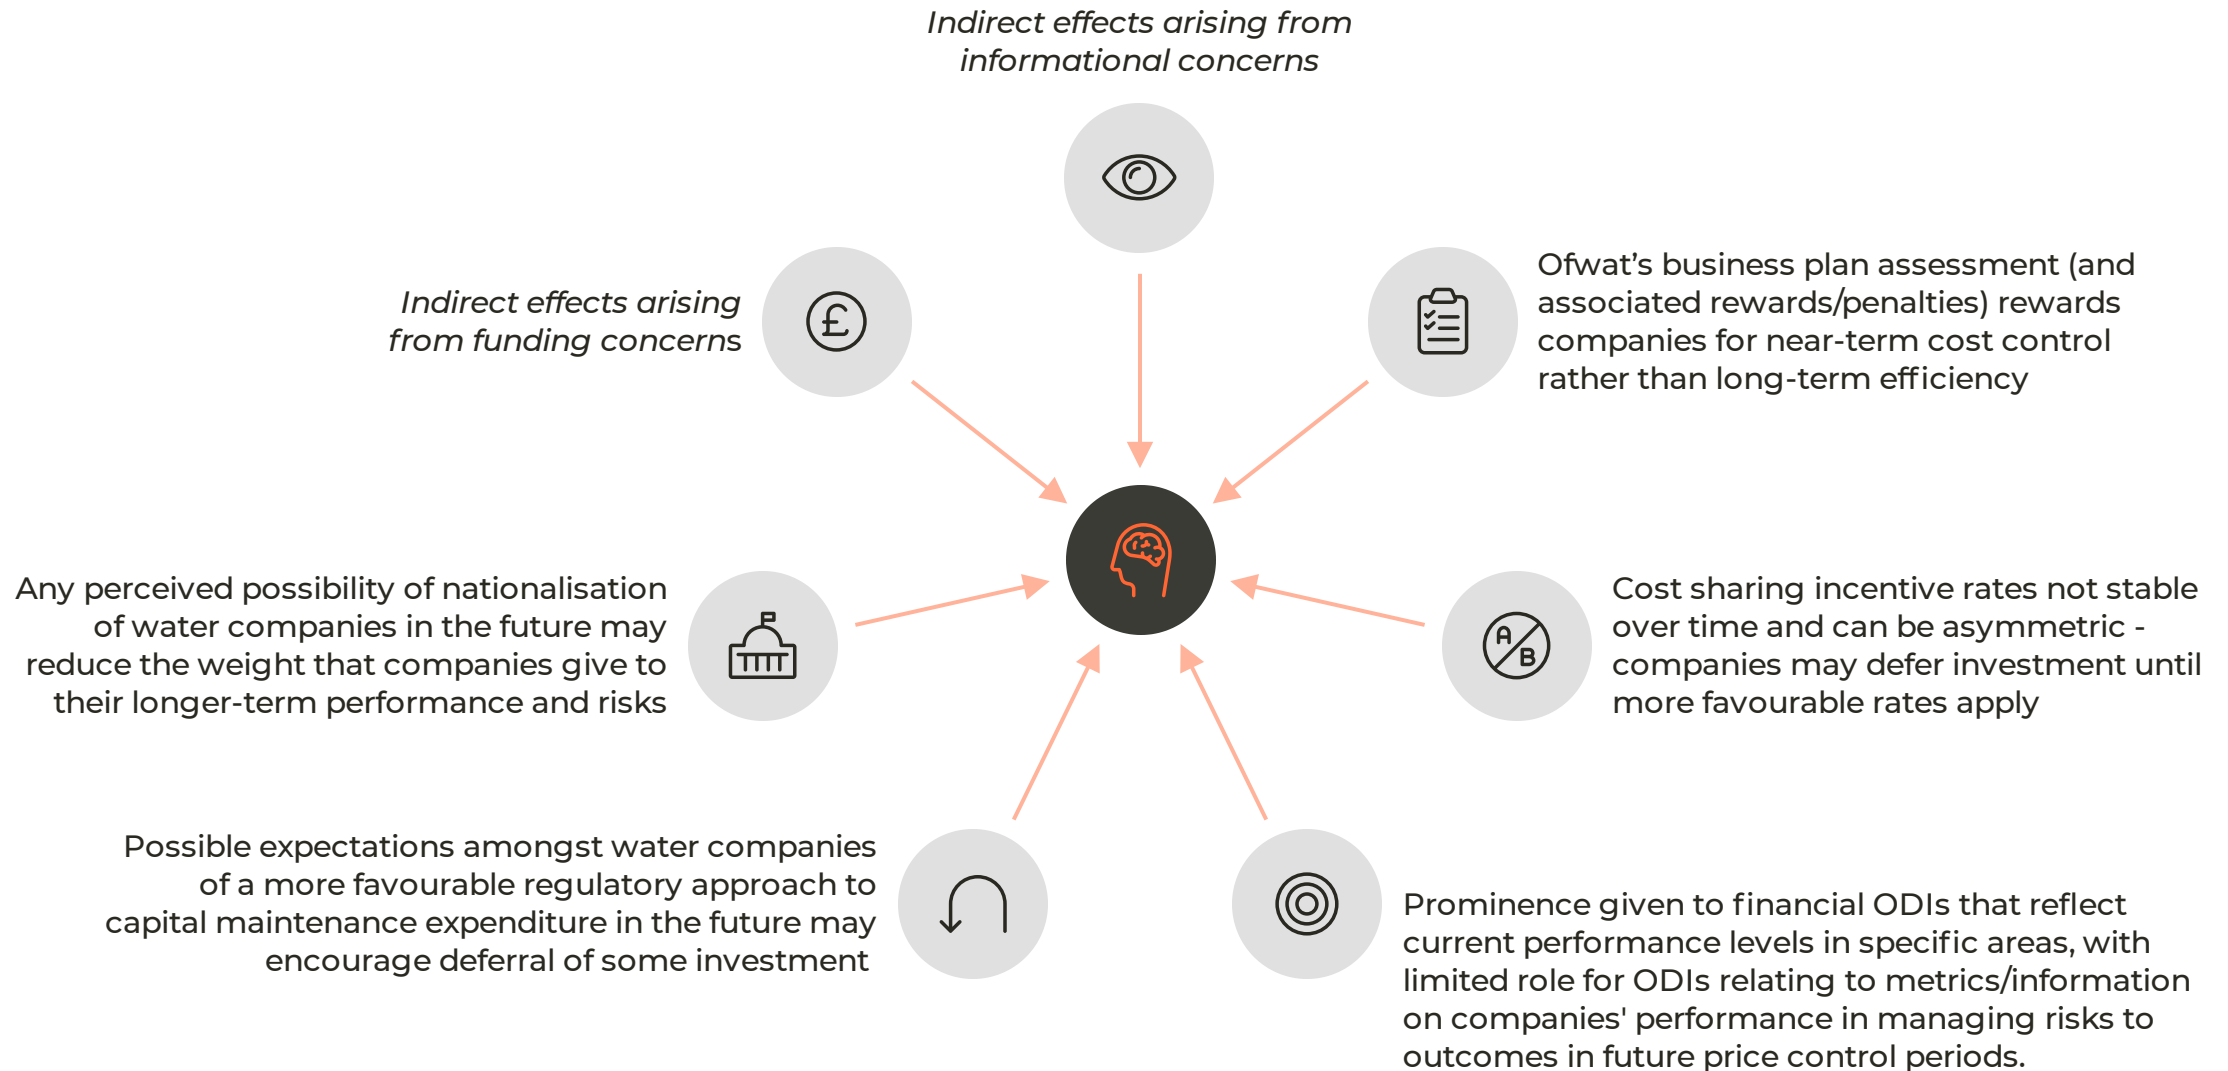 Indirect effects arising from
informational concerns
Indirect effects arising
from funding concerns
Ofwat’s business plan assessment (and
associated rewards/penalties) rewards
companies for near-term cost control
rather than long-term efficiency
Any perceived possibility of nationalisation
of water companies in the future may
reduce the weight that companies give to
their longer-term performance and risks
A
B
Cost sharing incentive rates not stable
over time and can be asymmetric -
companies may defer investment until
more favourable rates apply
Possible expectations amongst water companies
of a more favourable regulatory approach to
capital maintenance expenditure in the future may
encourage deferral of some investment
Prominence given to financial ODIs that reflect
current performance levels in specific areas, with
limited role for ODIs relating to metrics/information
on companies' performance in managing risks to
outcomes in future price control periods.